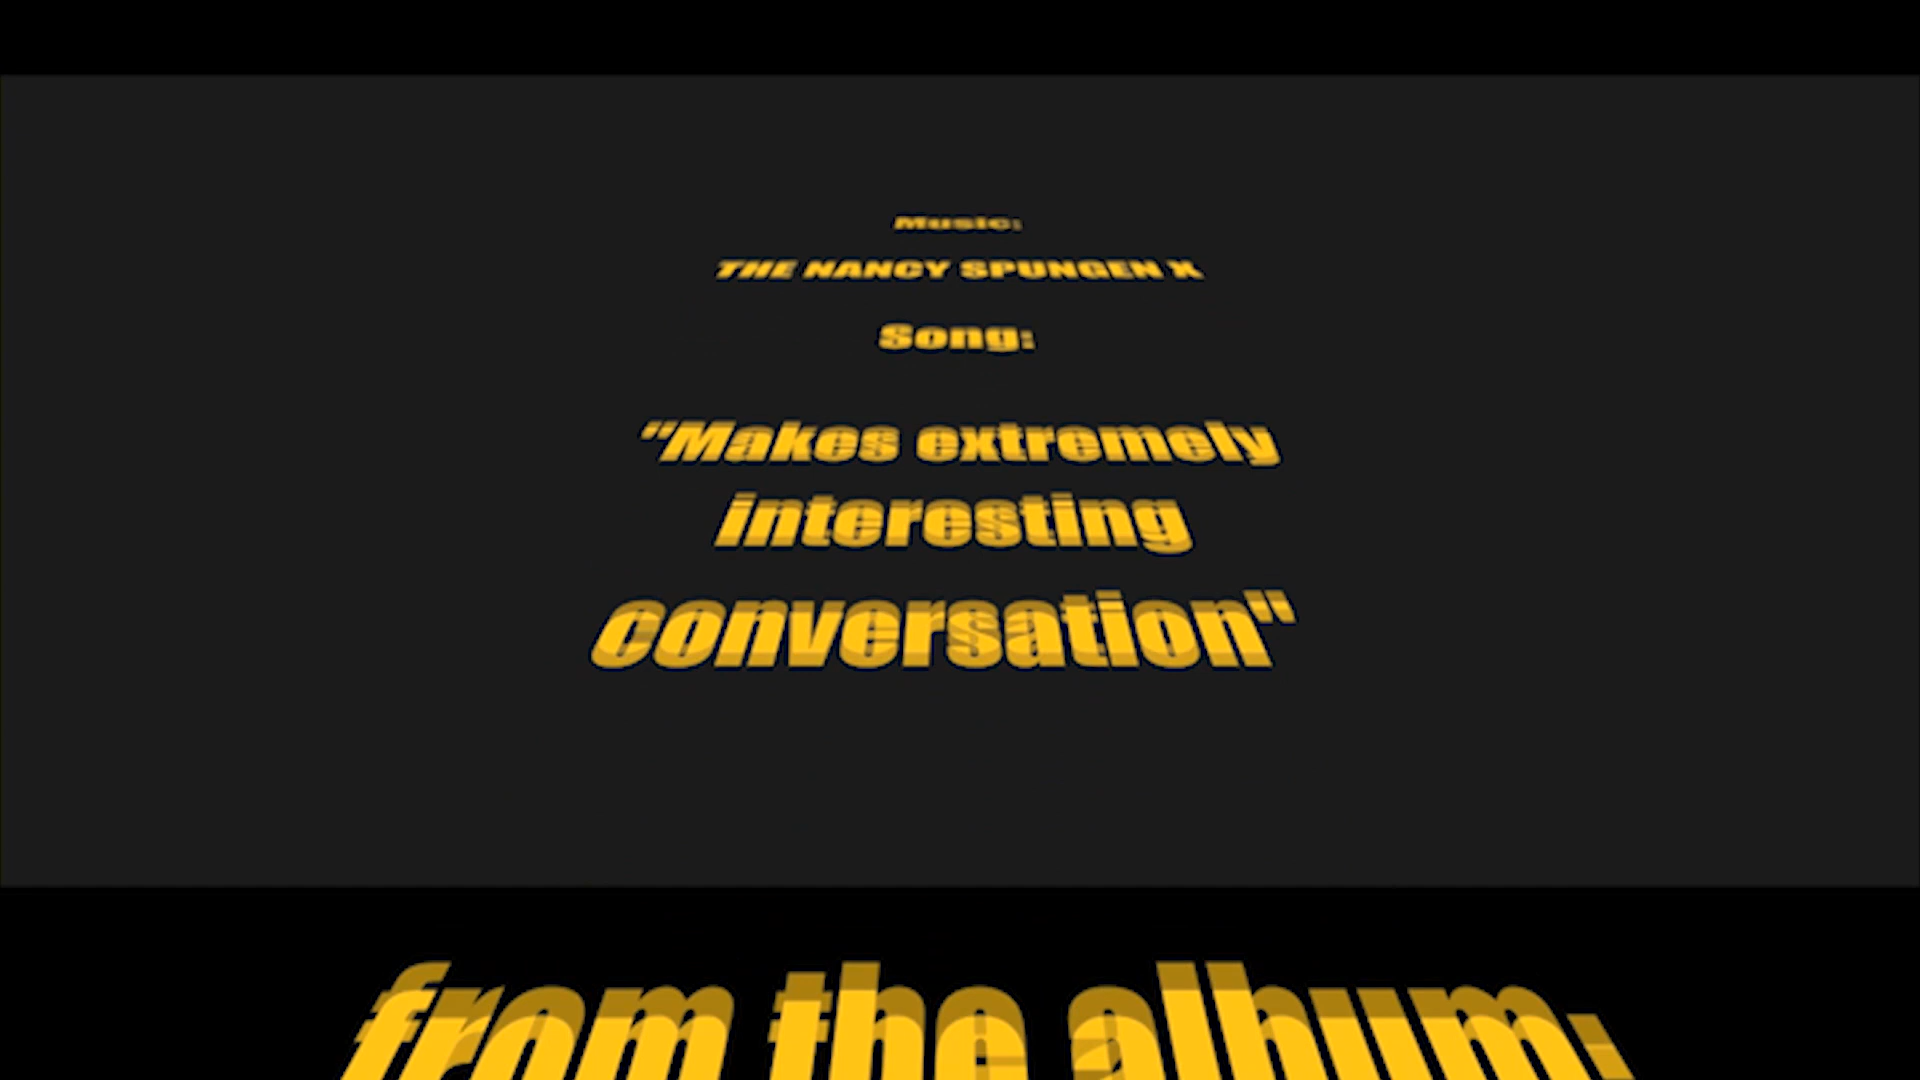 Music:
THE NANCY SPUNGEN X
Song:
"Makes extremely
interesting
conversation"
from the album: